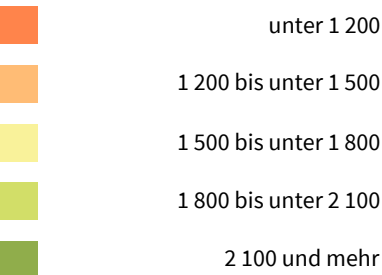 unter 1 200
1 200 bis unter 1 500
1 500 bis unter 1 800
1 800 bis unter 2 100
2 100 und mehr